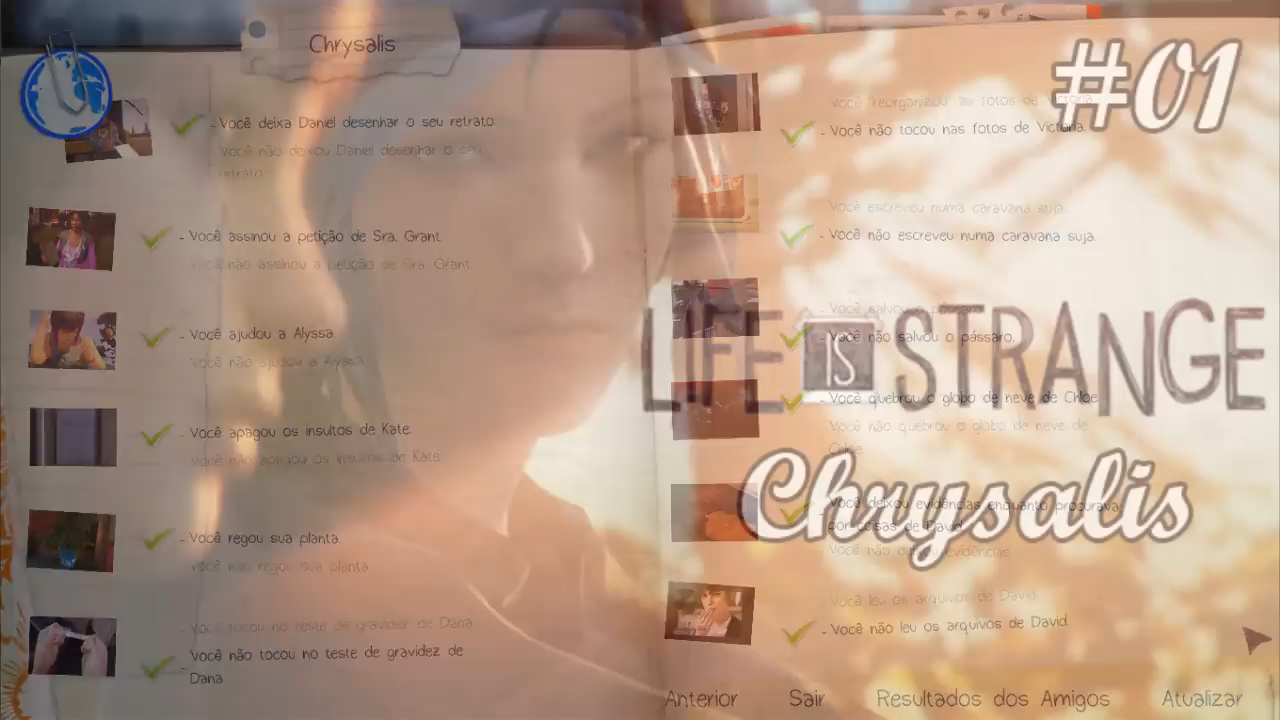 Chrysalis
#01
- Você deixa Daniel desenhar o seu retrato
Você não deixou Daniel desenhar o seu
retrato
- Você assinou a petição de Sra. Grant.
Você não assinou a petição de Sra. Grant.
- Você ajudou a Alyssa.
Você não ajudou a Alyssa.
- Você apagou os insultos de Kate.
Você não apagou os insultos de Kate.
- Você regou sua planta.
Você não regou sua planta.
- Você tocou no teste de gravidez de Dana.
- Você não tocou no teste de gravidez de
Dana
Você "reorganizou" as fotos de Victoria.
- Você não tocou nas fotos de Victoria.
Você escreveu numa caravana suja.
- Você não escreveu numa caravana suja.
Você salvou o pássaro.
- Você não salvou o pássaro.
LIFE IS STRANGE
- Você quebrou o globo de neve de Chloe
Você não quebrou o globo de neve de
Chloe
Chrysalis
- Você deixou evidências enquanto procurava
por coisas de David
Você não deixou evidências
Você leu os arquivos de David
- Você não leu os arquivos de David.
Anterior Sair Resultados dos Amigos Atualizar